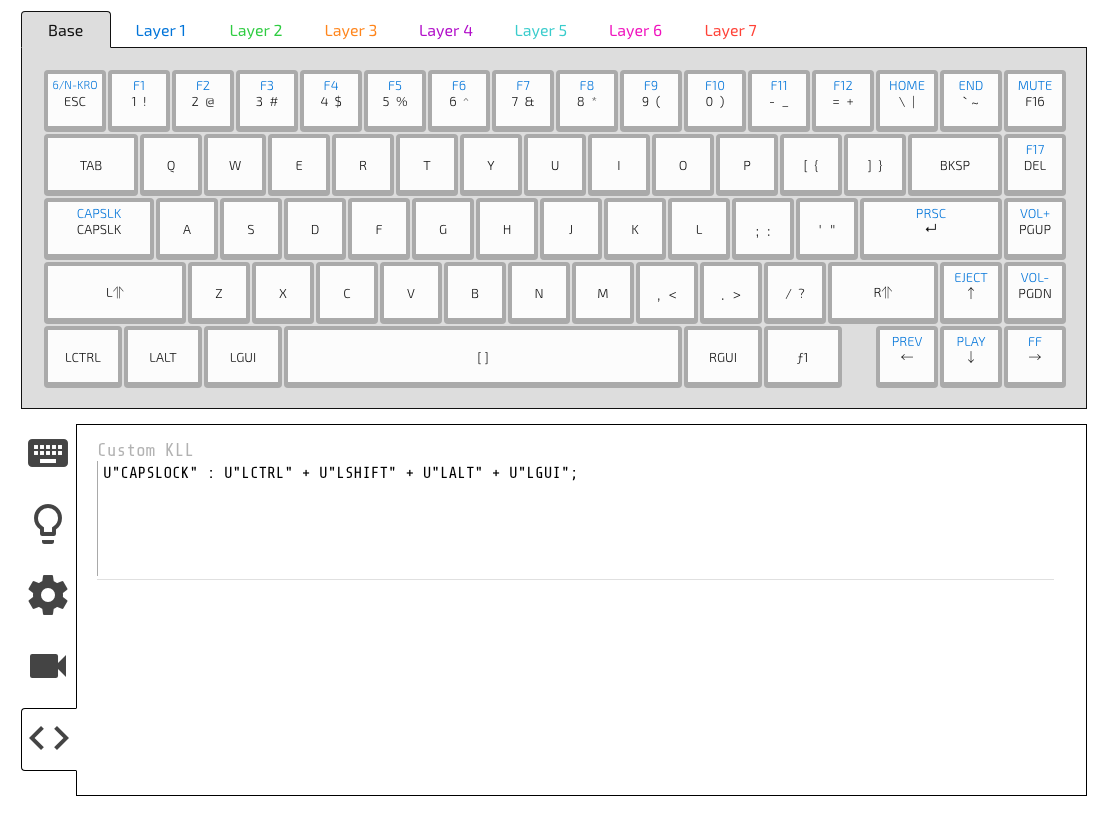 Base Layer 1 Layer 2 Layer 3 Layer 4 Layer 5 Layer 6 Layer 7
6/N-KRO F1 F2 F3 F4 F5 F6 F7 F8 F9 F10 F11 F12 HOME END MUTE
ESC 1 ! 2 @ 3 # 4 $ 5 % 6 ^ 7 & 8 * 9 ( 0 ) - _ = + \ | ` ~ F16
F17
TAB Q W E R T Y U I O P [ { ] } BKSP DEL
CAPSLK PRSC VOL+
CAPSLK A S D F G H J K L ; : ' " ↵ PGUP
EJECT VOL-
L⇑ Z X C V B N M , < . > / ? R⇑ ↑ PGDN
PREV PLAY FF
LCTRL LALT LGUI [ ] RGUI ƒ1 ← ↓ →
Custom KLL
U"CAPSLOCK" : U"LCTRL" + U"LSHIFT" + U"LALT" + U"LGUI";